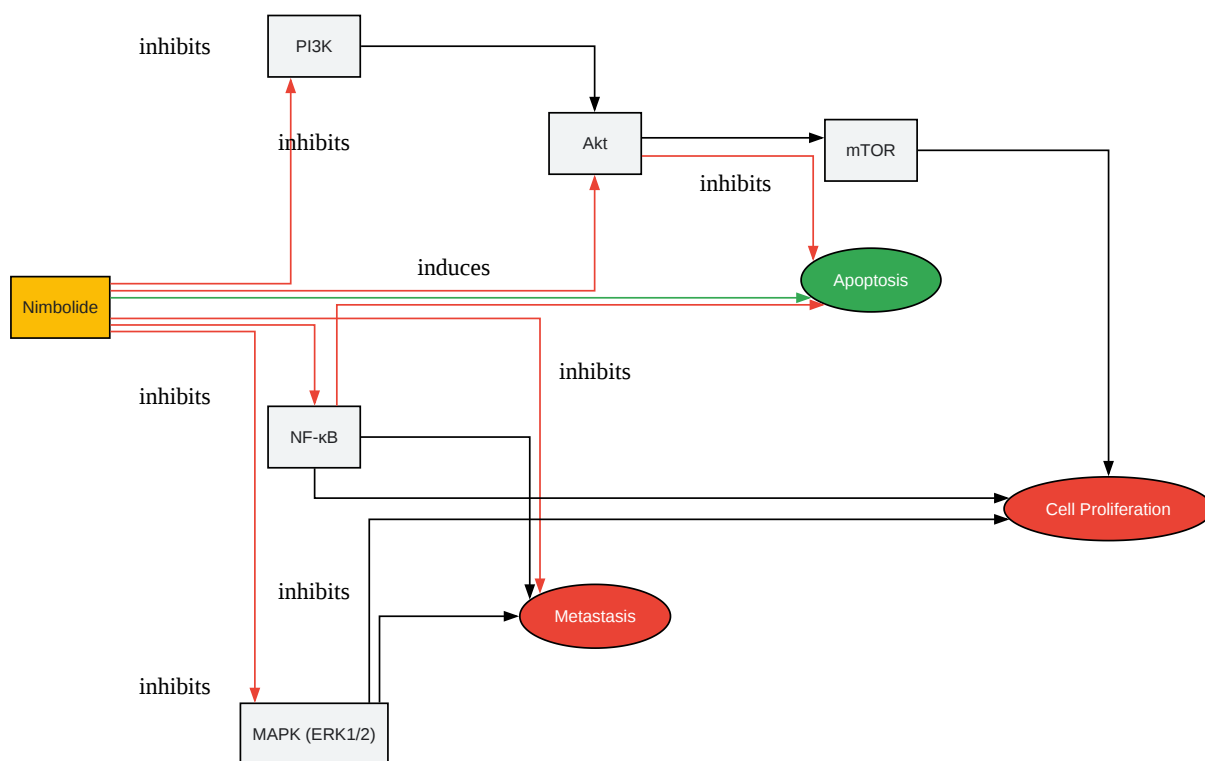 inhibits
PI3K
inhibits
Akt
mTOR
inhibits
induces
Apoptosis
Nimbolide
inhibits
inhibits
NF-κB
Cell Proliferation
inhibits
Metastasis
inhibits
MAPK (ERK1/2)